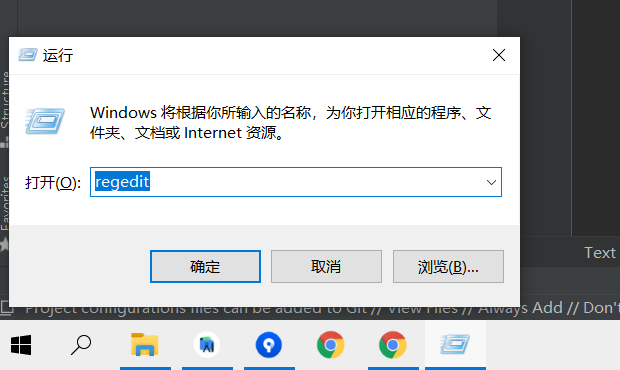 运行
Windows 将根据你所输入的名称，为你打开相应的程序、文
件夹、文档或 Internet 资源。
打开(O):
regedit
确定
取消
浏览(B)...
Structure
Favorites
Text
Project configurations files can be added to Git // View Files // Always Add // Don't